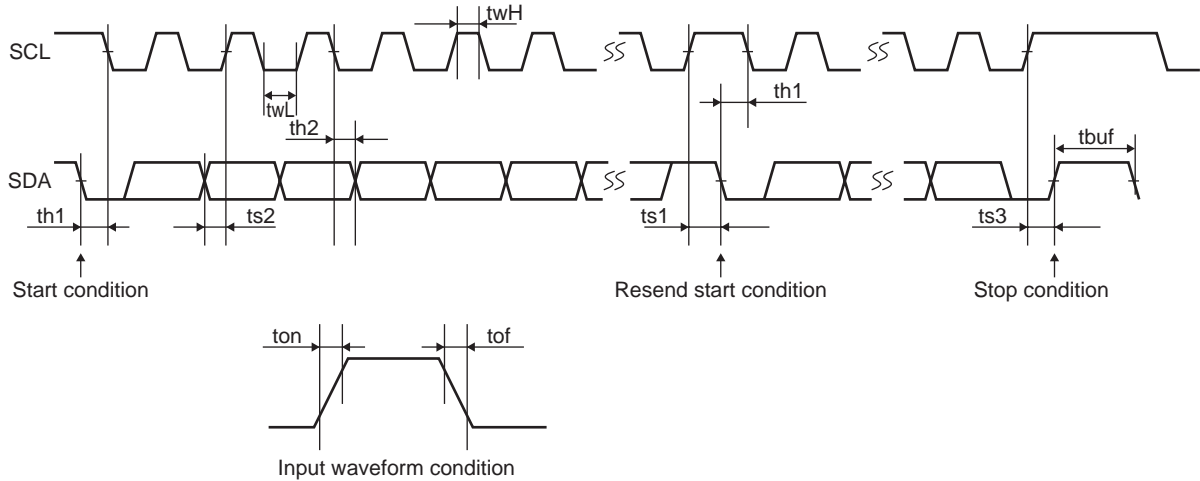 twH
SCL
th1
twL
th2
tbuf
SDA
th1
ts2
ts1
ts3
Start condition
Resend start condition
Stop condition
ton
tof
Input waveform condition